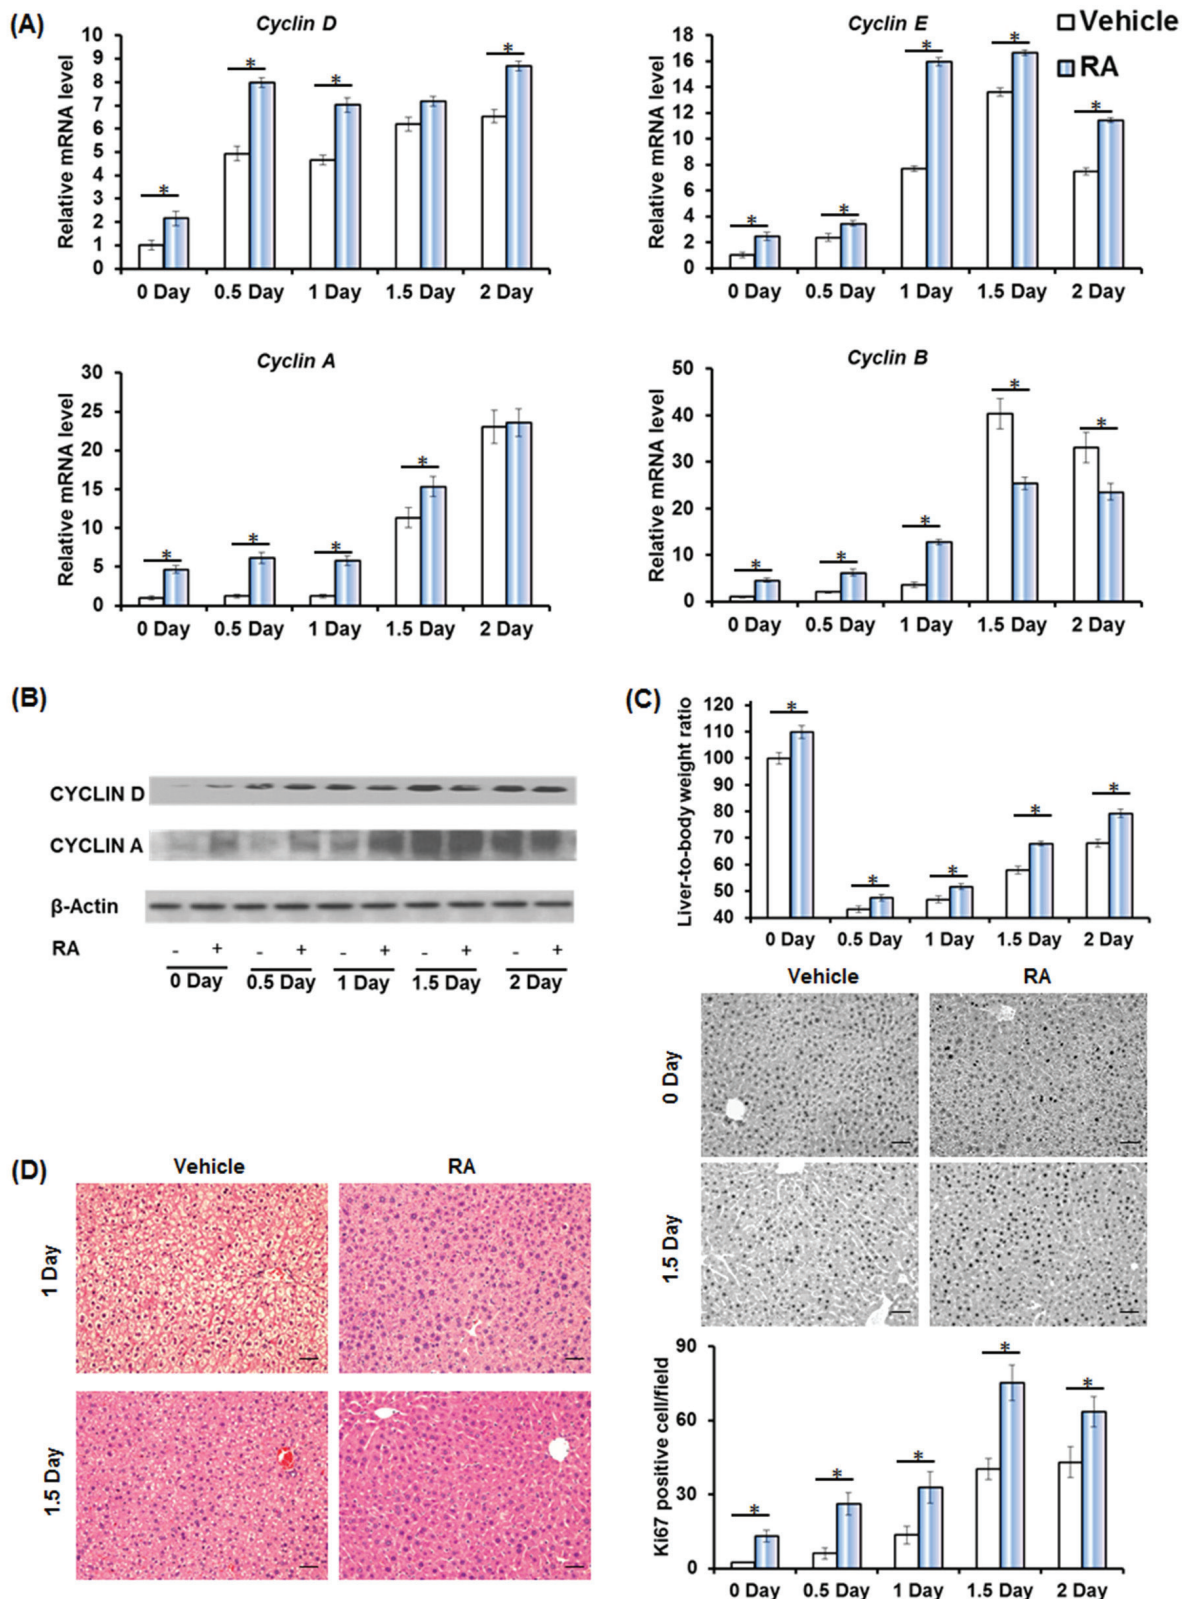 (A)
Cyclin D
Relative mRNA level
10
9
8
7
6
5
4
3
2
1
0
*
*
*
*
0 Day 0.5 Day 1 Day 1.5 Day 2 Day
Cyclin E
Vehicle
RA
Relative mRNA level
18
16
14
12
10
8
6
4
2
0
*
*
*
*
*
0 Day 0.5 Day 1 Day 1.5 Day 2 Day
Cyclin A
Relative mRNA level
30
25
20
15
10
5
0
*
*
*
*
0 Day 0.5 Day 1 Day 1.5 Day 2 Day
Cyclin B
Relative mRNA level
50
40
30
20
10
0
*
*
*
*
*
0 Day 0.5 Day 1 Day 1.5 Day 2 Day
(B)
CYCLIN D
CYCLIN A
β-Actin
RA - + - + - + - + - +
0 Day 0.5 Day 1 Day 1.5 Day 2 Day
(C)
Liver-to-body weight ratio
120
110
100
90
80
70
60
50
40
*
*
*
*
*
0 Day 0.5 Day 1 Day 1.5 Day 2 Day
Vehicle RA
0 Day
1.5 Day
Ki67 positive cell/field
90
60
30
0
*
*
*
*
*
0 Day 0.5 Day 1 Day 1.5 Day 2 Day
(D)
Vehicle RA
1 Day
1.5 Day